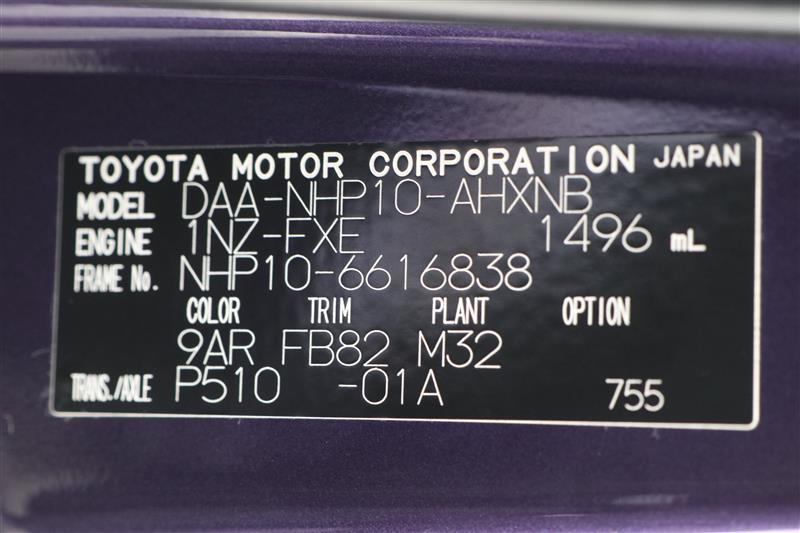 TOYOTA MOTOR CORPORATION JAPAN
MODEL DAA-NHP10-AHXNB
ENGINE 1NZ-FXE 1496 mL
FRAME No. NHP10-6616838
COLOR TRIM PLANT OPTION
9AR FB82 M32
TRANS./AXLE P510 -01A 755